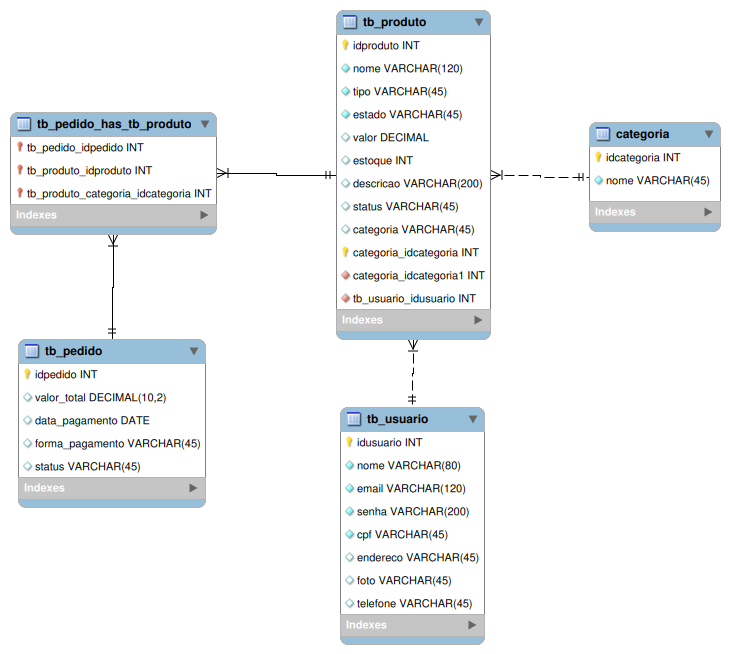 tb_produto
idproduto INT
nome VARCHAR(120)
tipo VARCHAR(45)
estado VARCHAR(45)
valor DECIMAL
estoque INT
descricao VARCHAR(200)
status VARCHAR(45)
categoria VARCHAR(45)
categoria_idcategoria INT
categoria_idcategoria1 INT
tb_usuario_idusuario INT
Indexes
tb_pedido_has_tb_produto
tb_pedido_idpedido INT
tb_produto_idproduto INT
tb_produto_categoria_idcategoria INT
Indexes
categoria
idcategoria INT
nome VARCHAR(45)
Indexes
tb_pedido
idpedido INT
valor_total DECIMAL(10,2)
data_pagamento DATE
forma_pagamento VARCHAR(45)
status VARCHAR(45)
Indexes
tb_usuario
idusuario INT
nome VARCHAR(80)
email VARCHAR(120)
senha VARCHAR(200)
cpf VARCHAR(45)
endereco VARCHAR(45)
foto VARCHAR(45)
telefone VARCHAR(45)
Indexes